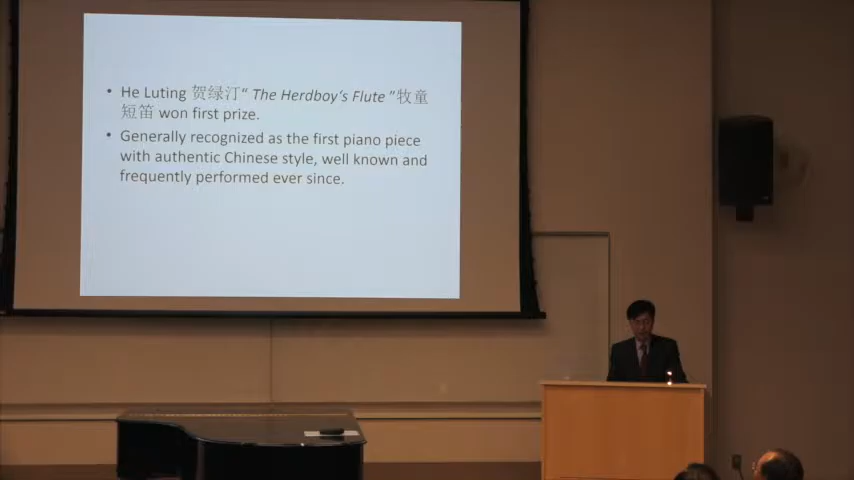 • He Luting 贺绿汀“ The Herdboy’s Flute ”牧童
短笛 won first prize.
• Generally recognized as the first piano piece
with authentic Chinese style, well known and
frequently performed ever since.